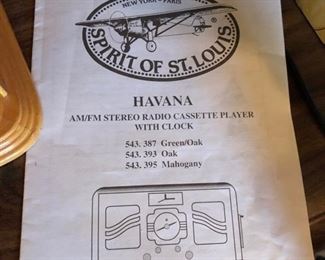 NEW YORK - PARIS
SPIRIT OF ST. LOUIS
HAVANA
AM/FM STEREO RADIO CASSETTE PLAYER
WITH CLOCK
543. 387 Green/Oak
543. 393 Oak
543. 395 Mahogany